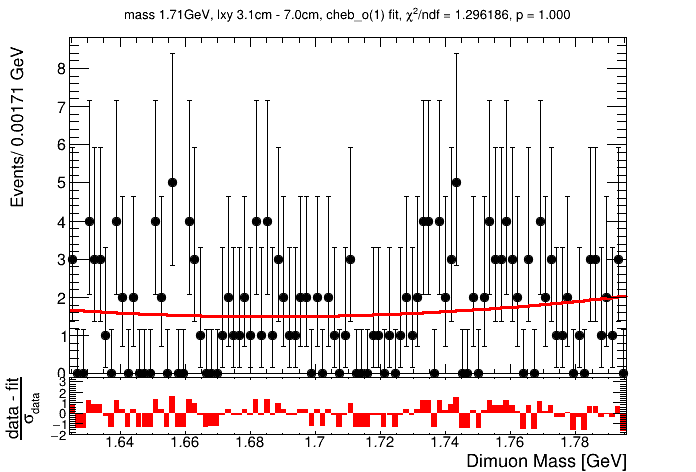 mass 1.71GeV, lxy 3.1cm - 7.0cm, cheb_o(1) fit, χ²/ndf = 1.296186, p = 1.000
Events/ 0.00171 GeV
8
7
6
5
4
3
2
1
0
data - fit
σdata
3
2
1
0
−1
−2
1.64 1.66 1.68 1.7 1.72 1.74 1.76 1.78
Dimuon Mass [GeV]